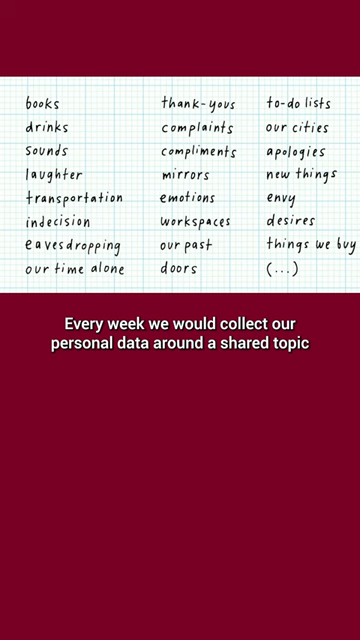 books
drinks
sounds
laughter
transportation
indecision
eavesdropping
our time alone
thank-yous
complaints
compliments
mirrors
emotions
workspaces
our past
doors
to-do lists
our cities
apologies
new things
envy
desires
things we buy
(...)
Every week we would collect our
personal data around a shared topic